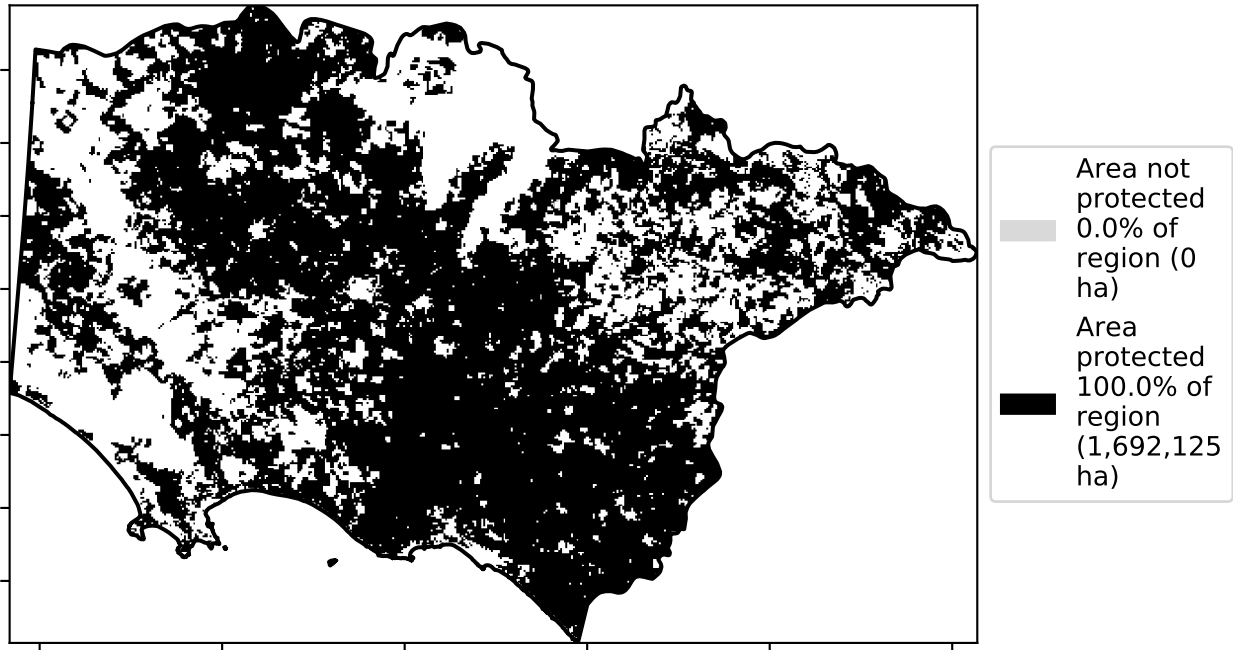 Area not
protected
0.0% of
region (0
ha)
Area
protected
100.0% of
region
(1,692,125
ha)